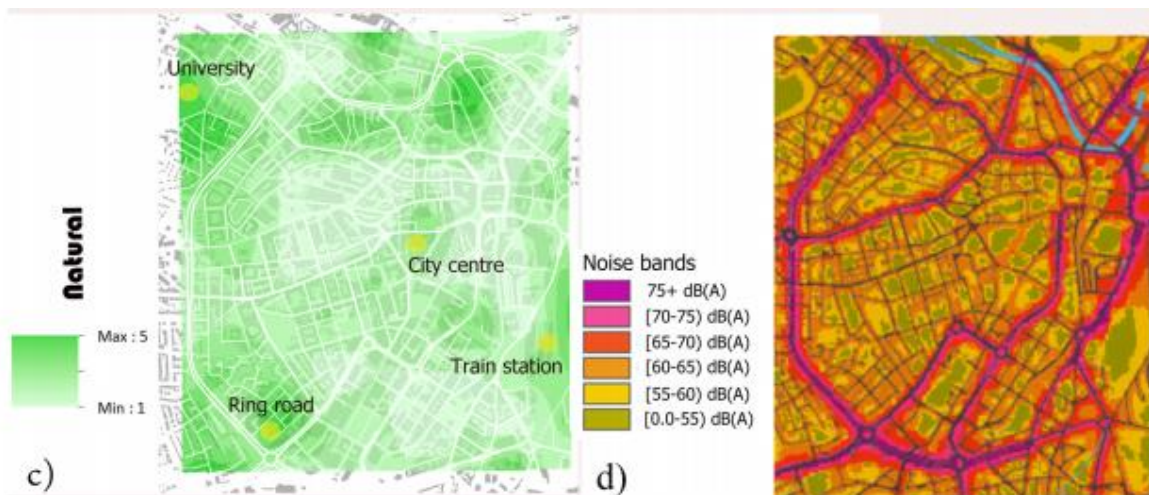 University
City centre
Train station
Ring road
Natural
Max : 5
Min : 1
c)
Noise bands
75+ dB(A)
[70-75) dB(A)
[65-70) dB(A)
[60-65) dB(A)
[55-60) dB(A)
[0.0-55) dB(A)
d)